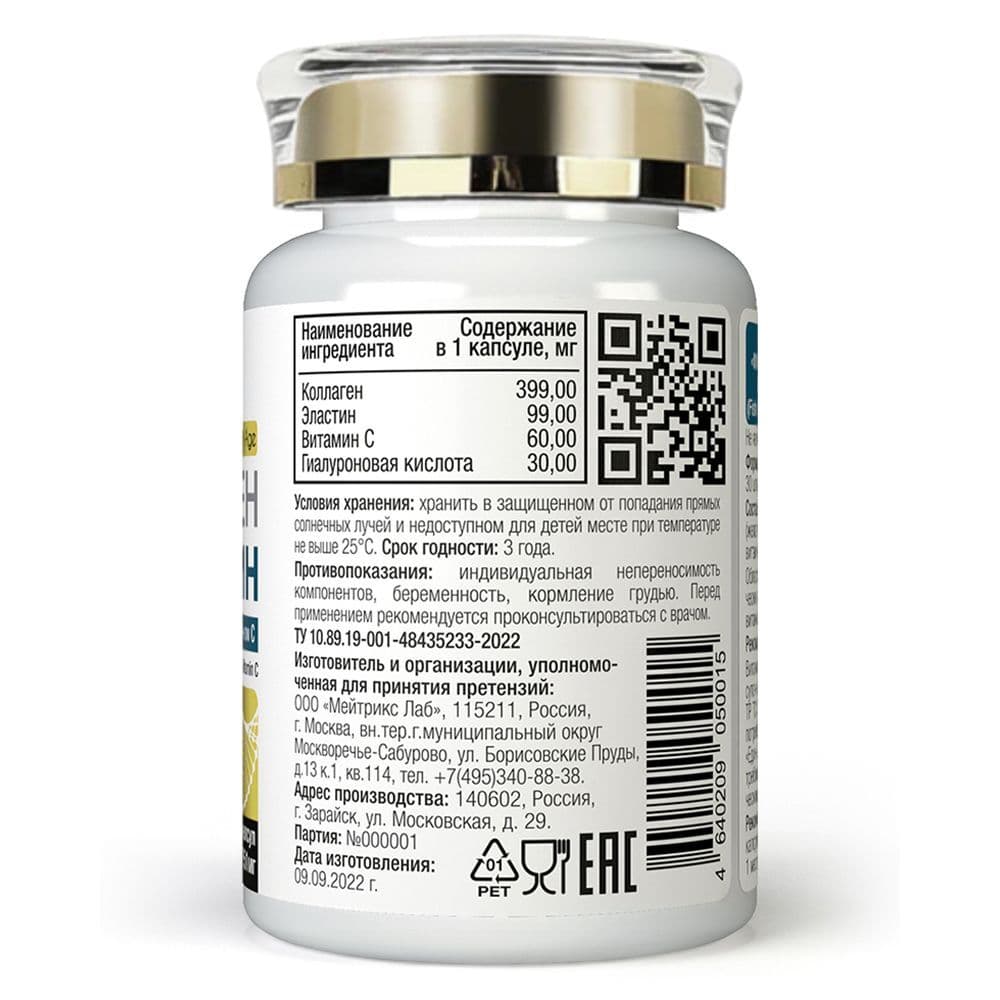 Наименование ингредиента
Содержание в 1 капсуле, мг
Коллаген 399,00
Эластин 99,00
Витамин С 60,00
Гиалуроновая кислота 30,00
Условия хранения: хранить в защищенном от попадания прямых
солнечных лучей и недоступном для детей месте при температуре
не выше 25°С. Срок годности: 3 года.
Противопоказания: индивидуальная непереносимость
компонентов, беременность, кормление грудью. Перед
применением рекомендуется проконсультироваться с врачом.
ТУ 10.89.19-001-48435233-2022
Изготовитель и организации, уполномо-
ченная для принятия претензий:
ООО «Мейтрикс Лаб», 115211, Россия,
г. Москва, вн.тер.г.муниципальный округ
Москворечье-Сабурово, ул. Борисовские Пруды,
д.13 к.1, кв.114, тел. +7(495)340-88-38.
Адрес производства: 140602, Россия,
г. Зарайск, ул. Московская, д. 29.
Партия: №000001
Дата изготовления:
09.09.2022 г.
01
PET
EAC
4 640209 050015